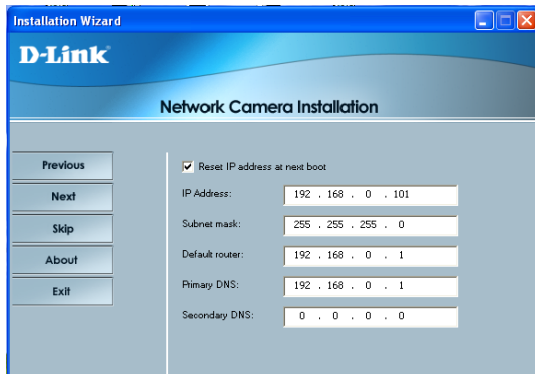 Installation Wizard
D-Link
Network Camera Installation
Previous
Next
Skip
About
Exit
Reset IP address at next boot
IP Address: 192 . 168 . 0 . 101
Subnet mask: 255 . 255 . 255 . 0
Default router: 192 . 168 . 0 . 1
Primary DNS: 192 . 168 . 0 . 1
Secondary DNS: 0 . 0 . 0 . 0